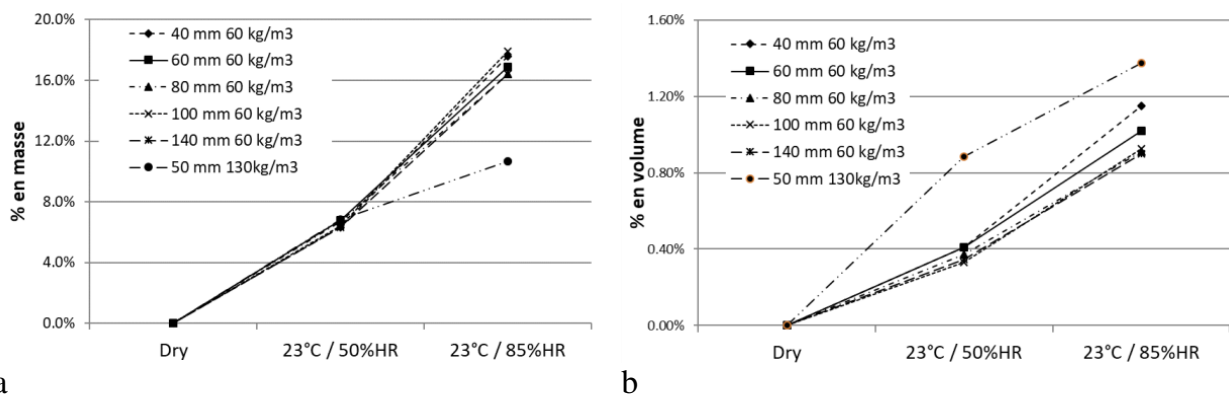 20.0%
16.0%
12.0%
8.0%
4.0%
0.0%
% en masse
40 mm 60 kg/m3
60 mm 60 kg/m3
80 mm 60 kg/m3
100 mm 60 kg/m3
140 mm 60 kg/m3
50 mm 130kg/m3
Dry
23°C / 50%HR
23°C / 85%HR
a
1.60%
1.20%
0.80%
0.40%
0.00%
% en volume
40 mm 60 kg/m3
60 mm 60 kg/m3
80 mm 60 kg/m3
100 mm 60 kg/m3
140 mm 60 kg/m3
50 mm 130kg/m3
Dry
23°C / 50%HR
23°C / 85%HR
b